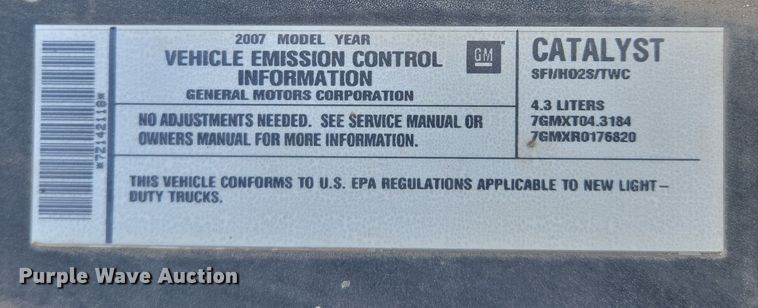 2007 MODEL YEAR
VEHICLE EMISSION CONTROL
INFORMATION
GENERAL MOTORS CORPORATION
GM
CATALYST
SFI/HO2S/TWC
4.3 LITERS
7GMXT04.3184
7GMXR0176820
NO ADJUSTMENTS NEEDED. SEE SERVICE MANUAL OR
OWNERS MANUAL FOR MORE INFORMATION.
THIS VEHICLE CONFORMS TO U.S. EPA REGULATIONS APPLICABLE TO NEW LIGHT-
DUTY TRUCKS.
*72142118*
Purple Wave Auction